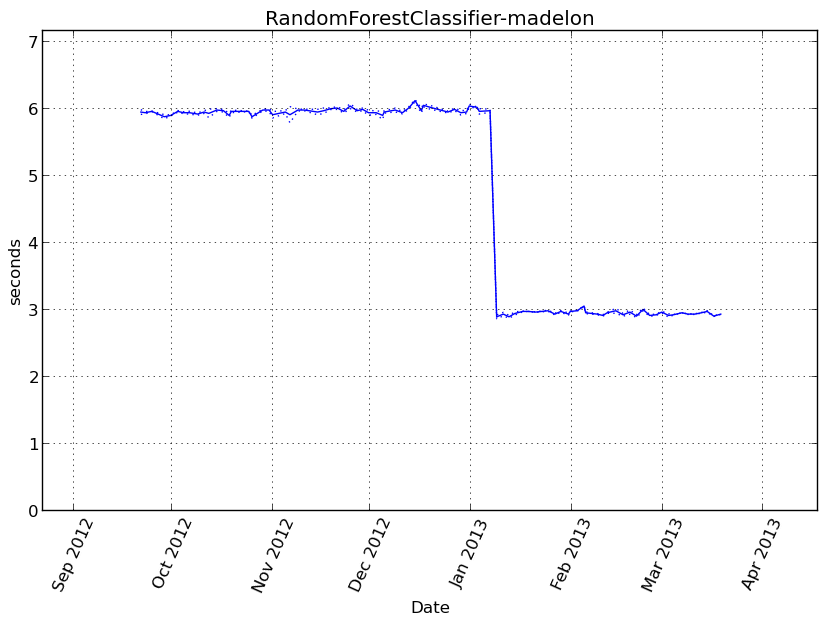 RandomForestClassifier-madelon
7
6
5
4
3
2
1
0
seconds
Sep 2012
Oct 2012
Nov 2012
Dec 2012
Jan 2013
Feb 2013
Mar 2013
Apr 2013
Date